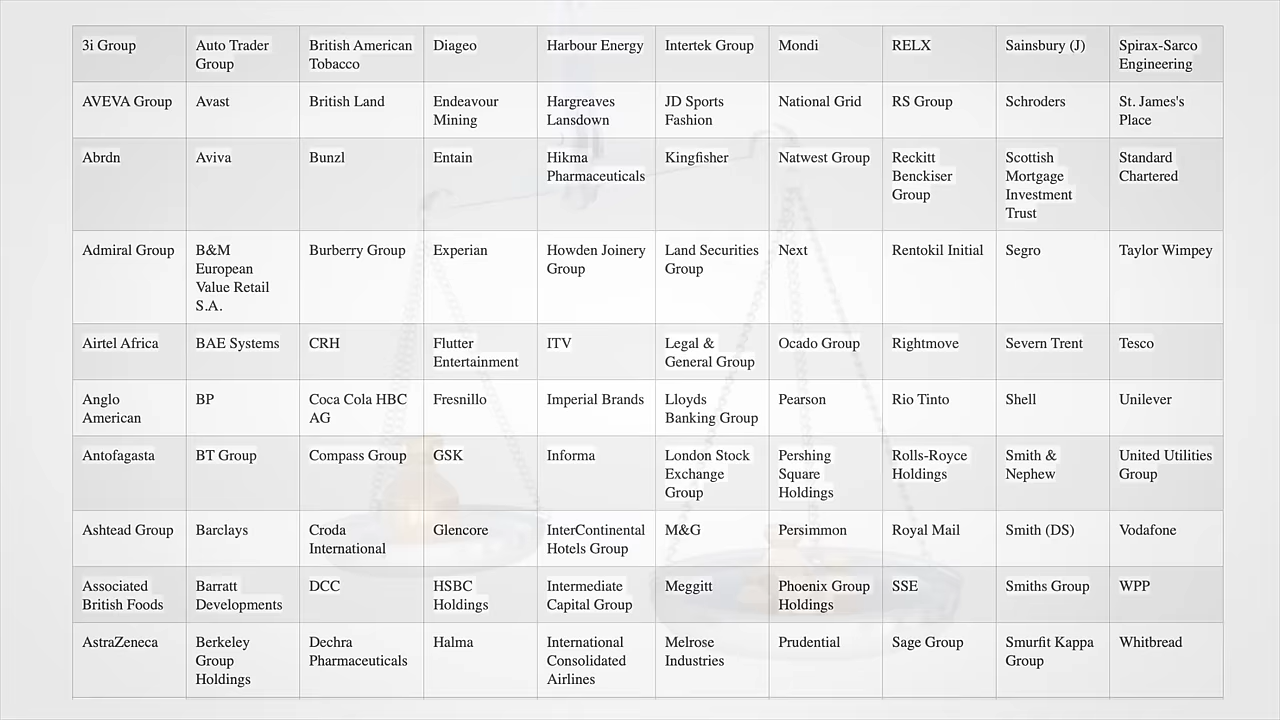 3i Group
Auto Trader
Group
British American
Tobacco
Diageo
Harbour Energy
Intertek Group
Mondi
RELX
Sainsbury (J)
Spirax-Sarco
Engineering
AVEVA Group
Avast
British Land
Endeavour
Mining
Hargreaves
Lansdown
JD Sports
Fashion
National Grid
RS Group
Schroders
St. James's
Place
Abrdn
Aviva
Bunzl
Entain
Hikma
Pharmaceuticals
Kingfisher
Natwest Group
Reckitt
Benckiser
Group
Scottish
Mortgage
Investment
Trust
Standard
Chartered
Admiral Group
B&M
European
Value Retail
S.A.
Burberry Group
Experian
Howden Joinery
Group
Land Securities
Group
Next
Rentokil Initial
Segro
Taylor Wimpey
Airtel Africa
BAE Systems
CRH
Flutter
Entertainment
ITV
Legal &
General Group
Ocado Group
Rightmove
Severn Trent
Tesco
Anglo
American
BP
Coca Cola HBC
AG
Fresnillo
Imperial Brands
Lloyds
Banking Group
Pearson
Rio Tinto
Shell
Unilever
Antofagasta
BT Group
Compass Group
GSK
Informa
London Stock
Exchange
Group
Pershing
Square
Holdings
Rolls-Royce
Holdings
Smith &
Nephew
United Utilities
Group
Ashtead Group
Barclays
Croda
International
Glencore
InterContinental
Hotels Group
M&G
Persimmon
Royal Mail
Smith (DS)
Vodafone
Associated
British Foods
Barratt
Developments
DCC
HSBC
Holdings
Intermediate
Capital Group
Meggitt
Phoenix Group
Holdings
SSE
Smiths Group
WPP
AstraZeneca
Berkeley
Group
Holdings
Dechra
Pharmaceuticals
Halma
International
Consolidated
Airlines
Melrose
Industries
Prudential
Sage Group
Smurfit Kappa
Group
Whitbread